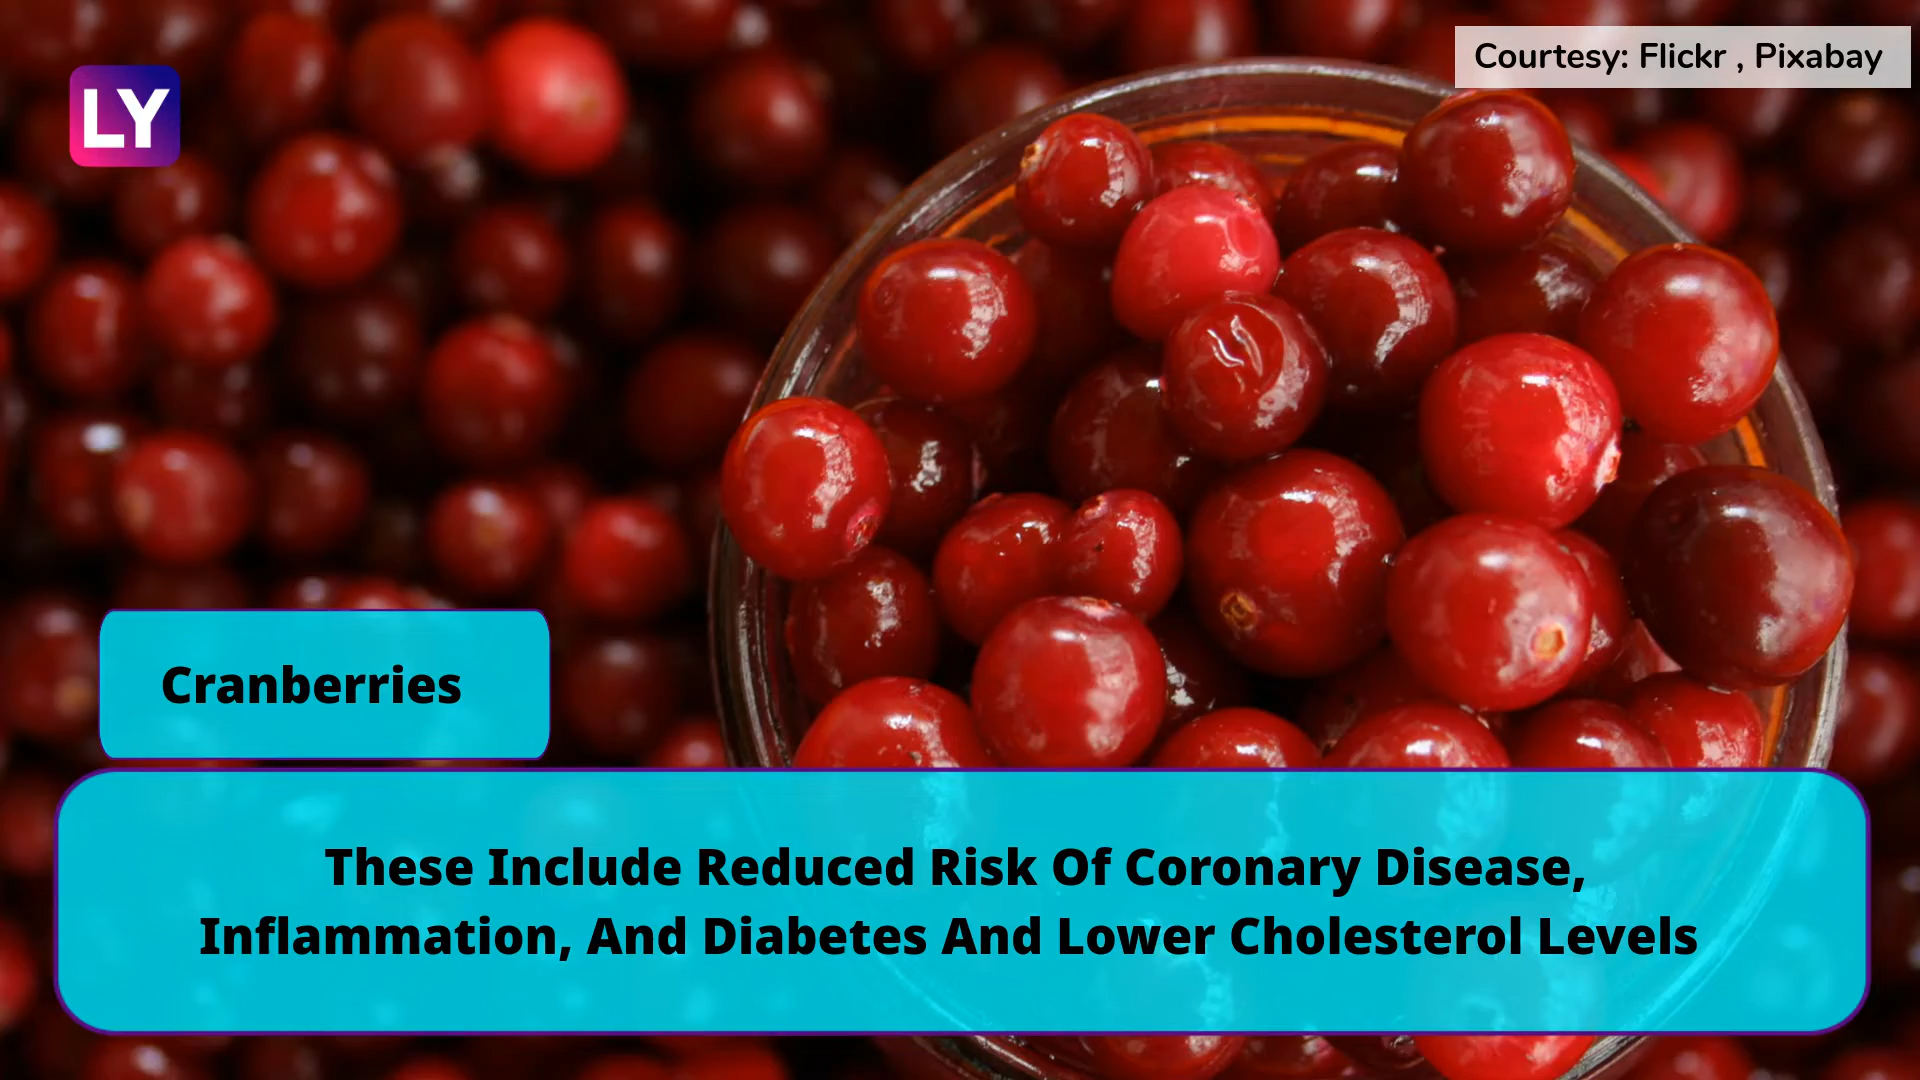 LY
Courtesy: Flickr , Pixabay
Cranberries
These Include Reduced Risk Of Coronary Disease,
Inflammation, And Diabetes And Lower Cholesterol Levels